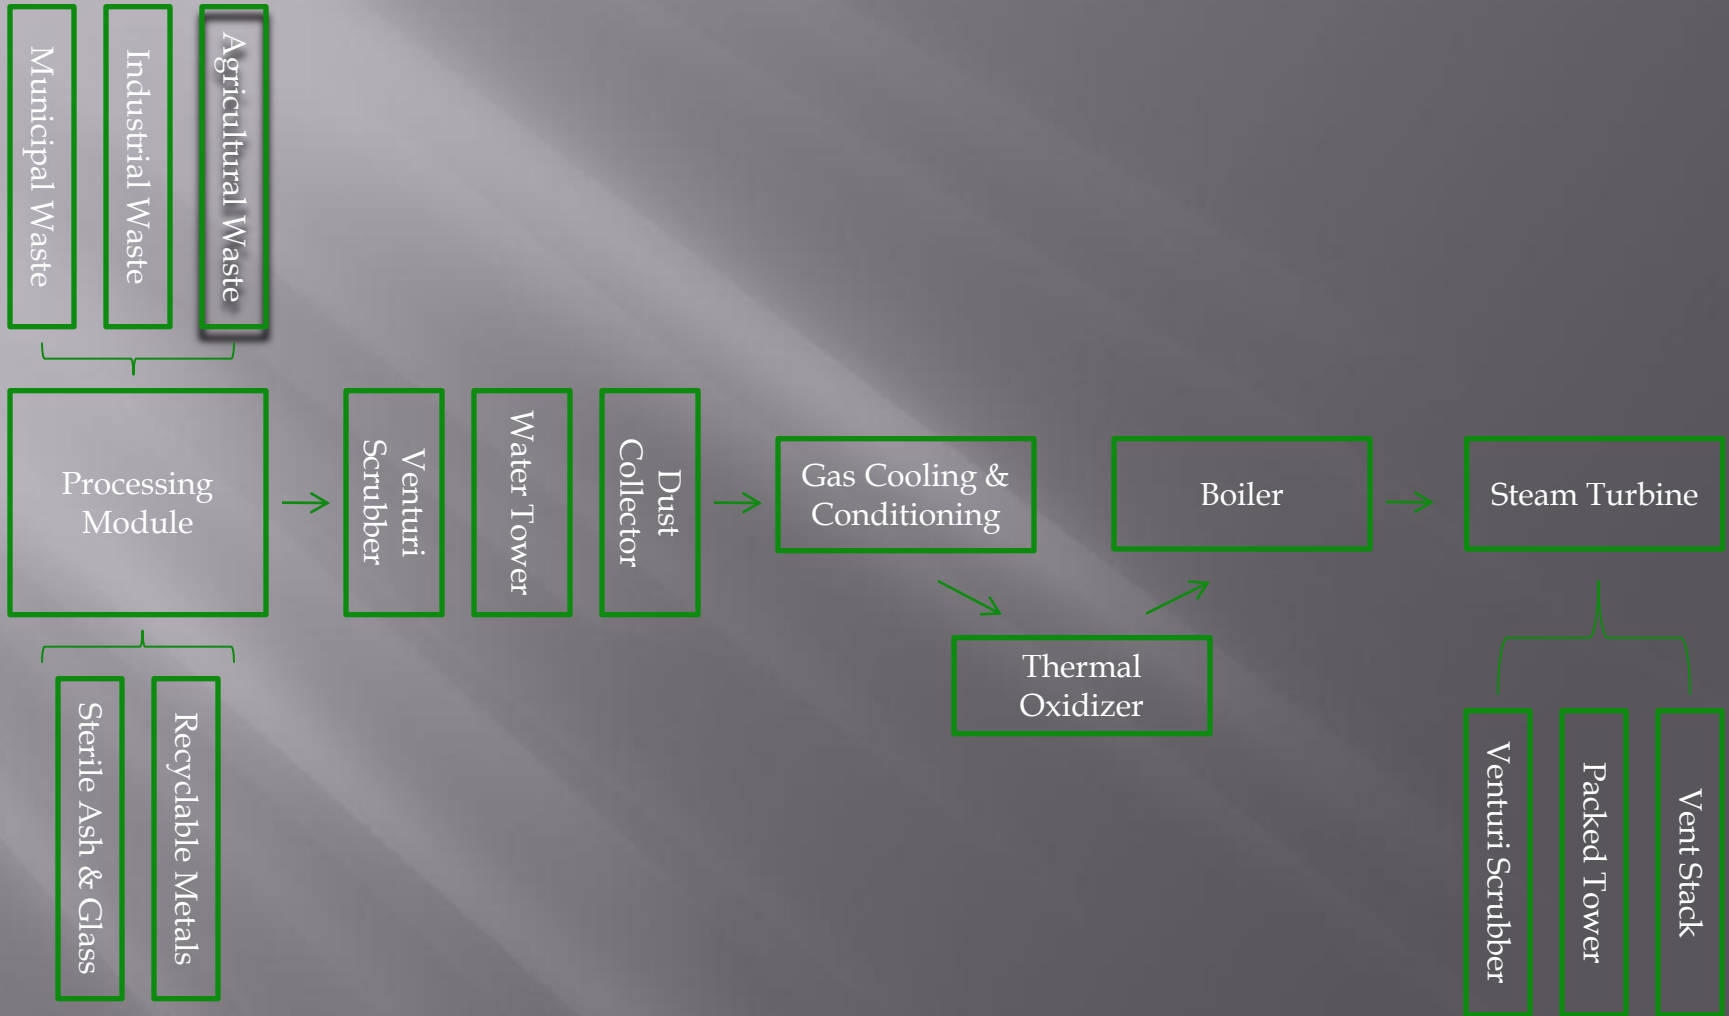 Municipal Waste
Industrial Waste
Agricultural Waste
Processing
Module
Venturi
Scrubber
Water Tower
Dust
Collector
Gas Cooling &
Conditioning
Boiler
Steam Turbine
Thermal
Oxidizer
Sterile Ash & Glass
Recyclable Metals
Venturi Scrubber
Packed Tower
Vent Stack